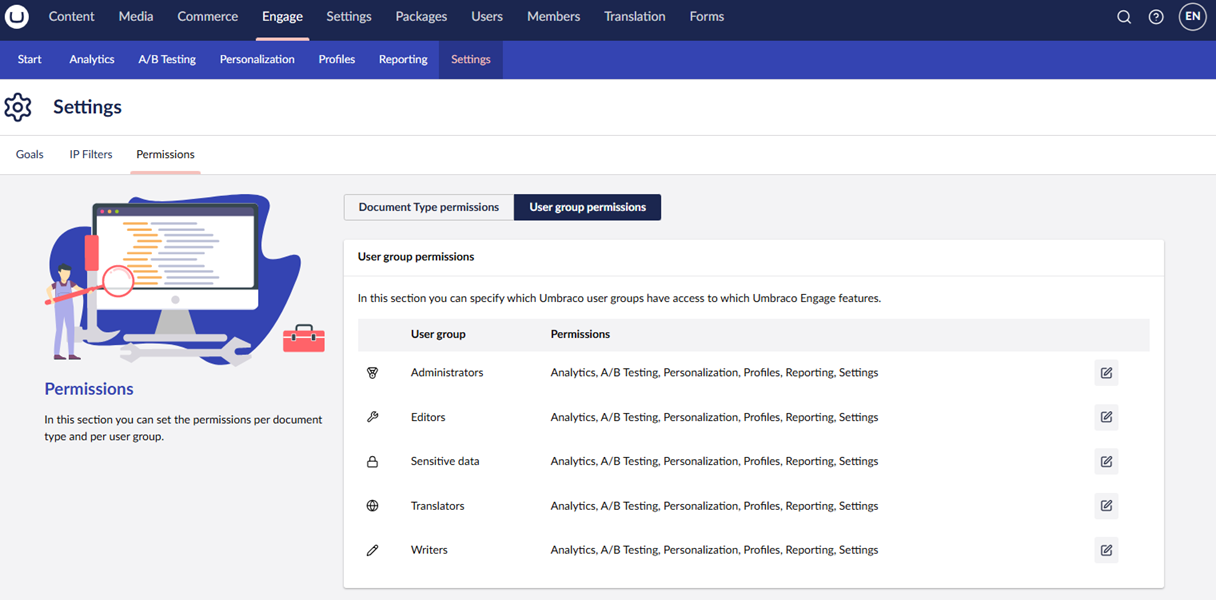 Content Media Commerce Engage Settings Packages Users Members Translation Forms EN
Start Analytics A/B Testing Personalization Profiles Reporting Settings
Settings
Goals IP Filters Permissions
Document Type permissions User group permissions
User group permissions
In this section you can specify which Umbraco user groups have access to which Umbraco Engage features.
User group Permissions
Administrators Analytics, A/B Testing, Personalization, Profiles, Reporting, Settings
Editors Analytics, A/B Testing, Personalization, Profiles, Reporting, Settings
Sensitive data Analytics, A/B Testing, Personalization, Profiles, Reporting, Settings
Translators Analytics, A/B Testing, Personalization, Profiles, Reporting, Settings
Writers Analytics, A/B Testing, Personalization, Profiles, Reporting, Settings
Permissions
In this section you can set the permissions per document
type and per user group.